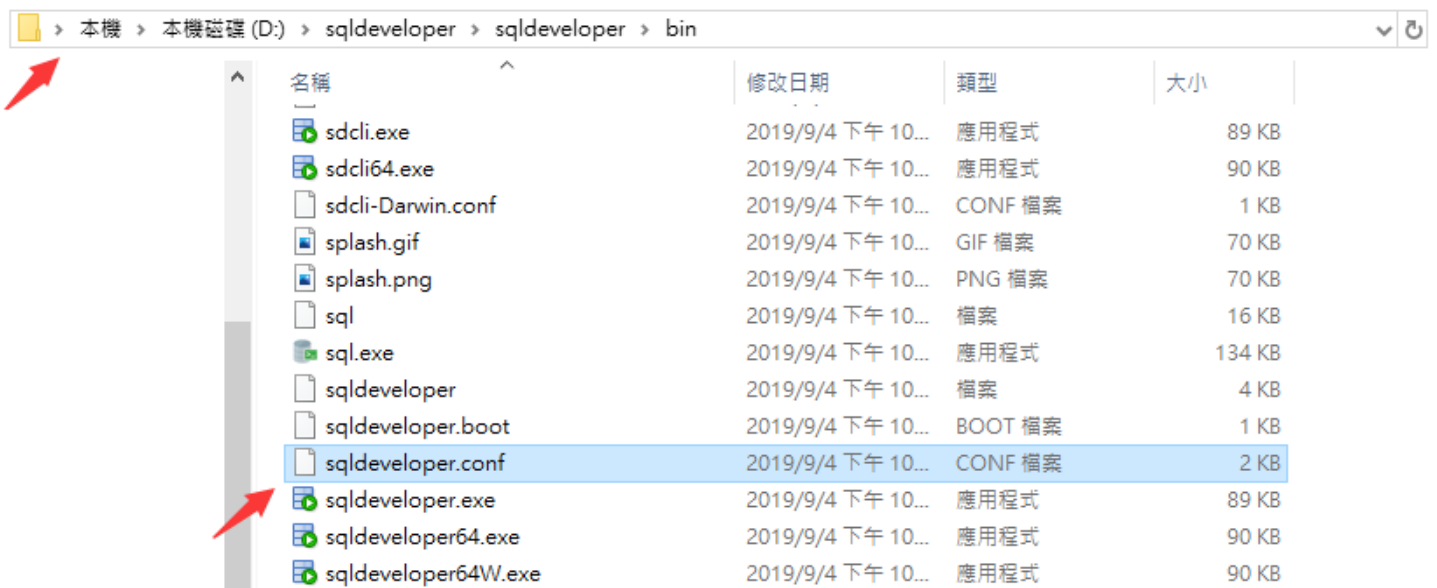 本機 > 本機磁碟 (D:) > sqldeveloper > sqldeveloper > bin
名稱 修改日期 類型 大小
sdcli.exe 2019/9/4 下午 10... 應用程式 89 KB
sdcli64.exe 2019/9/4 下午 10... 應用程式 90 KB
sdcli-Darwin.conf 2019/9/4 下午 10... CONF 檔案 1 KB
splash.gif 2019/9/4 下午 10... GIF 檔案 70 KB
splash.png 2019/9/4 下午 10... PNG 檔案 70 KB
sql 2019/9/4 下午 10... 檔案 16 KB
sql.exe 2019/9/4 下午 10... 應用程式 134 KB
sqldeveloper 2019/9/4 下午 10... 檔案 4 KB
sqldeveloper.boot 2019/9/4 下午 10... BOOT 檔案 1 KB
sqldeveloper.conf 2019/9/4 下午 10... CONF 檔案 2 KB
sqldeveloper.exe 2019/9/4 下午 10... 應用程式 89 KB
sqldeveloper64.exe 2019/9/4 下午 10... 應用程式 90 KB
sqldeveloper64W.exe 2019/9/4 下午 10... 應用程式 90 KB